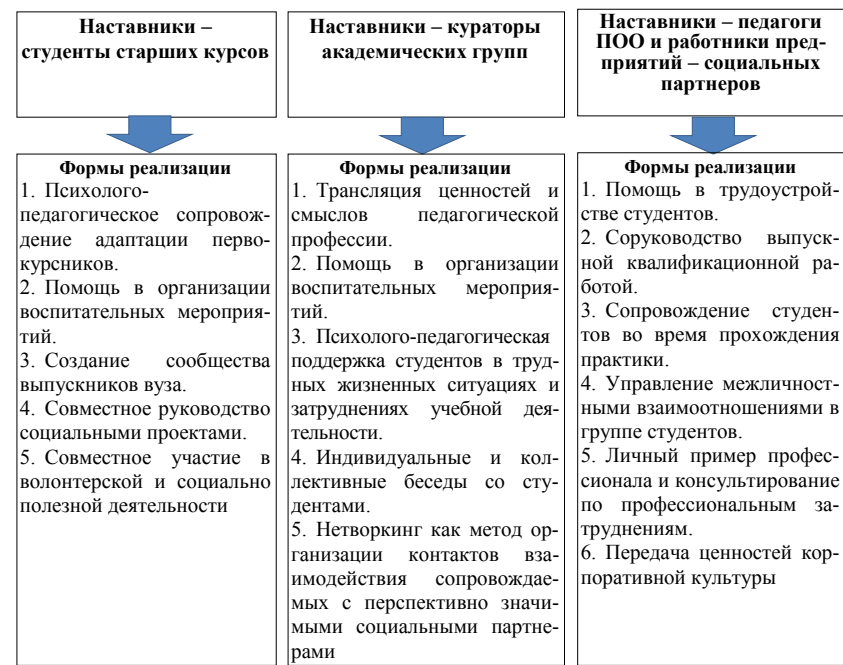 Наставники –
студенты старших курсов
Наставники – кураторы
академических групп
Наставники – педагоги
ПОО и работники пред-
приятий – социальных
партнеров
Формы реализации
1. Психолого-
педагогическое сопровож-
дение адаптации перво-
курсников.
2. Помощь в организации
воспитательных мероприя-
тий.
3. Создание сообщества
выпускников вуза.
4. Совместное руководство
социальными проектами.
5. Совместное участие в
волонтерской и социально
полезной деятельности
Формы реализации
1. Трансляция ценностей и
смыслов педагогической
профессии.
2. Помощь в организации
воспитательных мероприя-
тий.
3. Психолого-педагогическая
поддержка студентов в труд-
ных жизненных ситуациях и
затруднениях учебной дея-
тельности.
4. Индивидуальные и кол-
лективные беседы со сту-
дентами.
5. Нетворкинг как метод ор-
ганизации контактов вза-
имодействия сопровождае-
мых с перспективно значи-
мыми социальными партне-
рами
Формы реализации
1. Помощь в трудоустрой-
стве студентов.
2. Соруководство выпуск-
ной квалификационной ра-
ботой.
3. Сопровождение студен-
тов во время прохождения
практики.
4. Управление межличност-
ными взаимоотношениями в
группе студентов.
5. Личный пример профес-
сионала и консультирование
по профессиональным за-
труднениям.
6. Передача ценностей кор-
поративной культуры